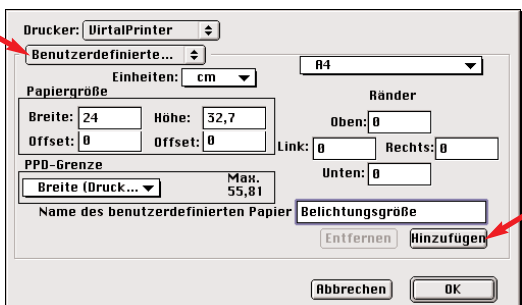 Drucker: VirtalPrinter
Benutzerdefinierte...
Einheiten: cm
A4
Papiergröße
Ränder
Breite: 24 Höhe: 32,7
Oben: 0
Offset: 0 Offset: 0
Link: 0 Rechts: 0
PPD-Grenze
Unten: 0
Breite (Druck... Max. 55,81
Name des benutzerdefinierten Papier Belichtungsgröße
Entfernen Hinzufügen
Abbrechen OK